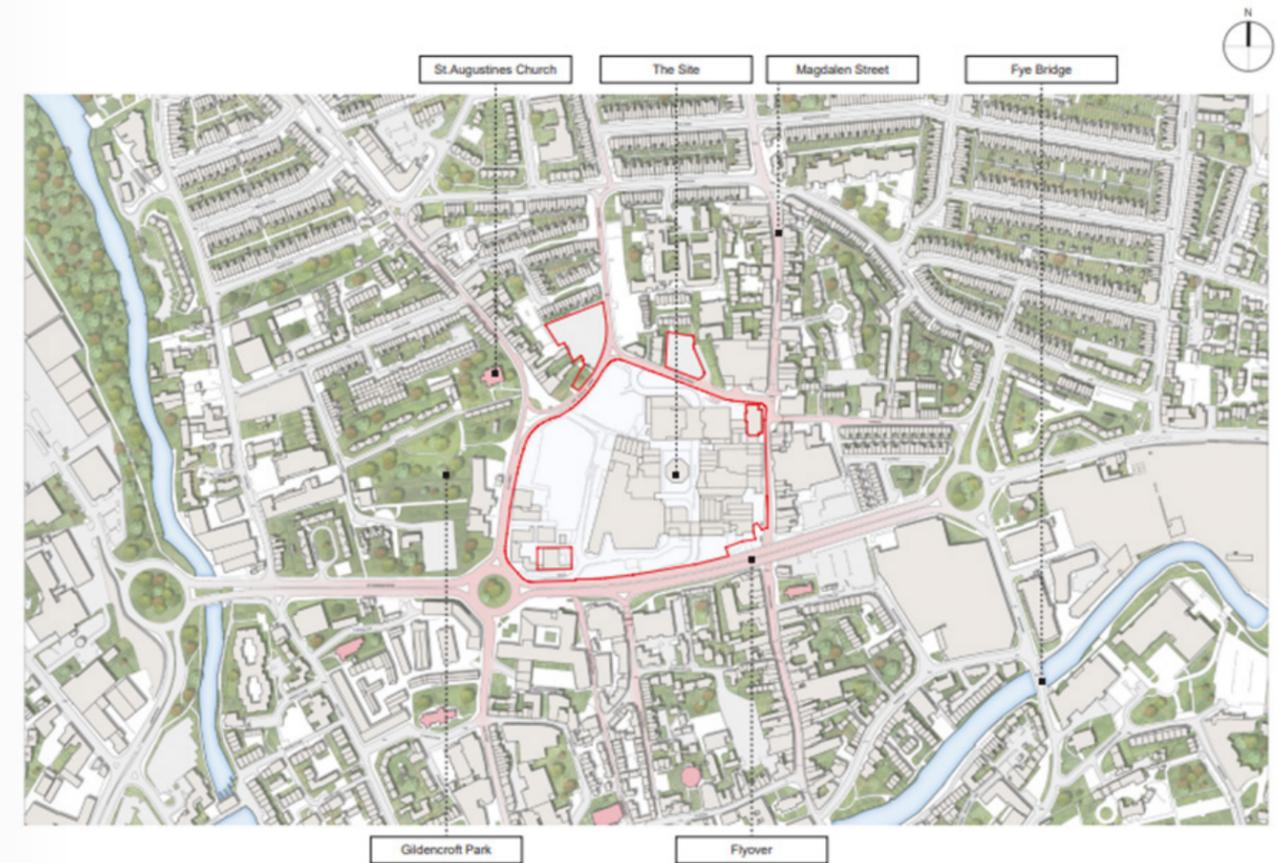 N
St.Augustines Church
The Site
Magdalen Street
Fye Bridge
Gildencroft Park
Flyover